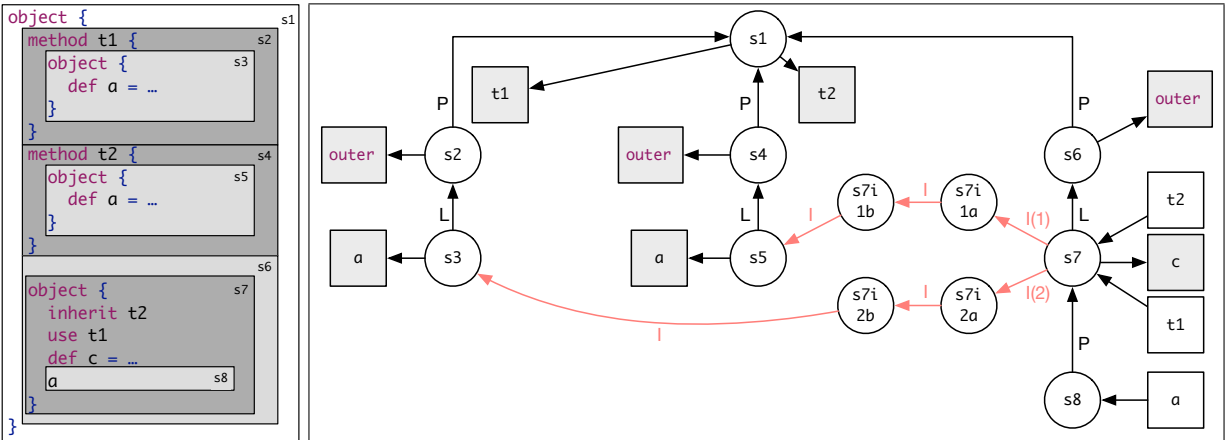 object {
s1
method t1 {
s2
object {
s3
def a = …
}
}
method t2 {
s4
object {
s5
def a = …
}
}
s6
object {
s7
inherit t2
use t1
def c = …
a
s8
}
}
s1
t1
t2
outer
P
P
P
outer
s2
outer
s4
s6
L
I
s7i
1b
I
s7i
1a
I(1)
L
t2
a
s3
L
a
s5
s7
c
s7i
2b
I
s7i
2a
I(2)
t1
I
P
s8
a